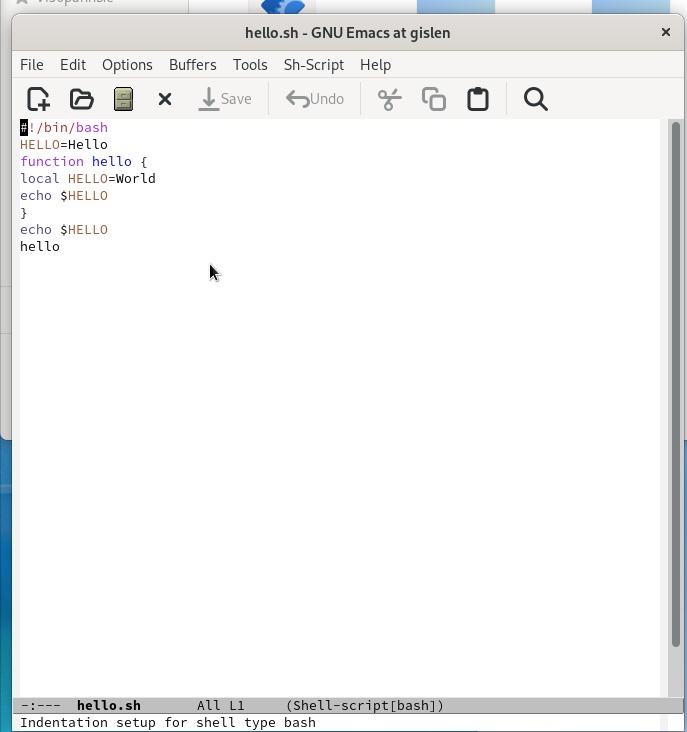 hello.sh - GNU Emacs at gislen
File Edit Options Buffers Tools Sh-Script Help
Save Undo
#!/bin/bash
HELLO=Hello
function hello {
local HELLO=World
echo $HELLO
}
echo $HELLO
hello
-:--- hello.sh All L1 (Shell-script[bash])
Indentation setup for shell type bash